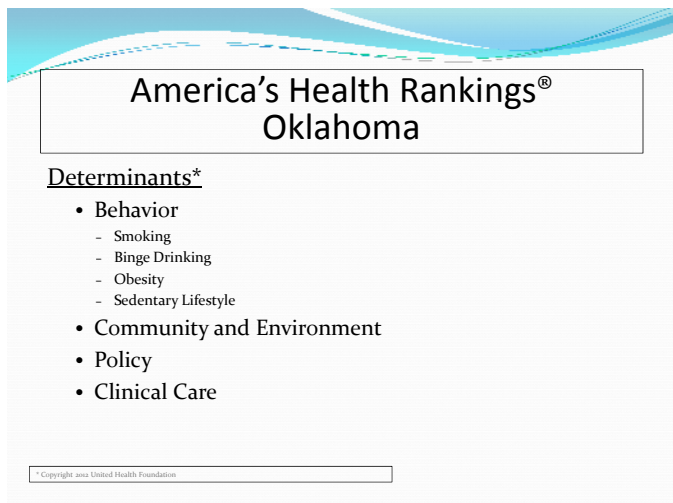 America's Health Rankings®
Oklahoma
Determinants*
• Behavior
– Smoking
– Binge Drinking
– Obesity
– Sedentary Lifestyle
• Community and Environment
• Policy
• Clinical Care
* Copyright 2012 United Health Foundation